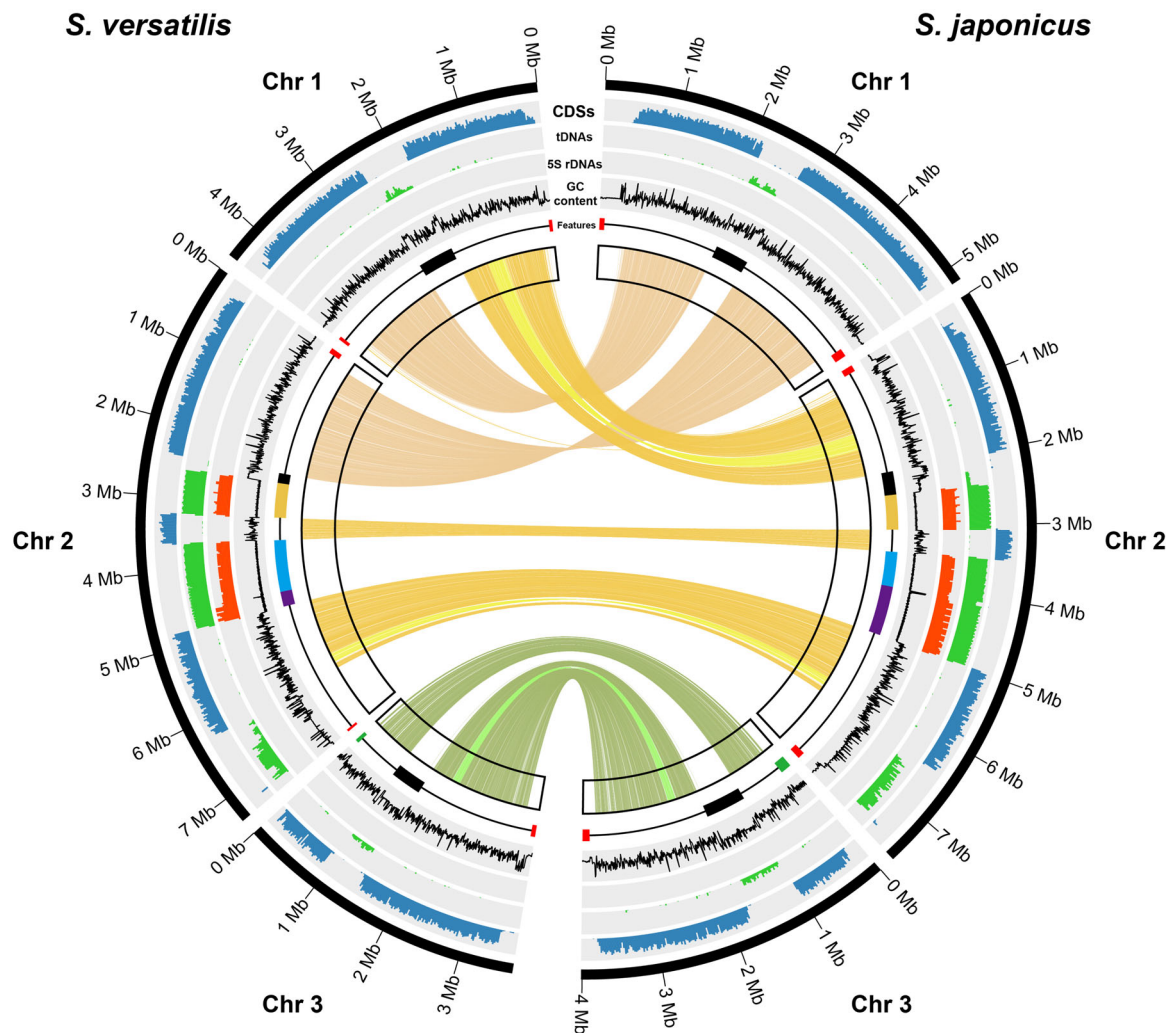 S. versatilis
S. japonicus
Chr 1
0 Mb
1 Mb
2 Mb
3 Mb
4 Mb
Chr 2
0 Mb
1 Mb
2 Mb
3 Mb
4 Mb
5 Mb
6 Mb
7 Mb
Chr 3
0 Mb
1 Mb
2 Mb
3 Mb
CDSs
tDNAs
5S rDNAs
GC
content
Features
Chr 1
0 Mb
1 Mb
2 Mb
3 Mb
4 Mb
5 Mb
Chr 2
0 Mb
1 Mb
2 Mb
3 Mb
4 Mb
5 Mb
6 Mb
7 Mb
Chr 3
0 Mb
1 Mb
2 Mb
3 Mb
4 Mb